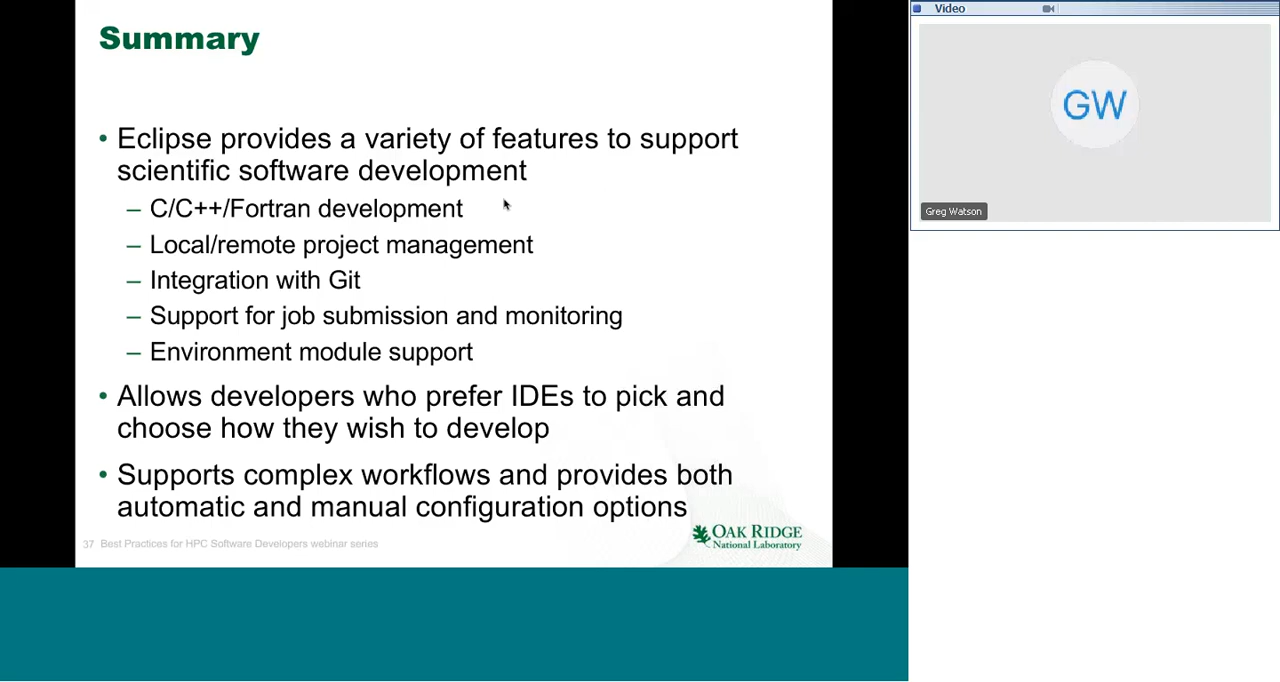 Summary
• Eclipse provides a variety of features to support
scientific software development
– C/C++/Fortran development
– Local/remote project management
– Integration with Git
– Support for job submission and monitoring
– Environment module support
• Allows developers who prefer IDEs to pick and
choose how they wish to develop
• Supports complex workflows and provides both
automatic and manual configuration options
37 Best Practices for HPC Software Developers webinar series
OAK RIDGE
National Laboratory
Video
GW
Greg Watson